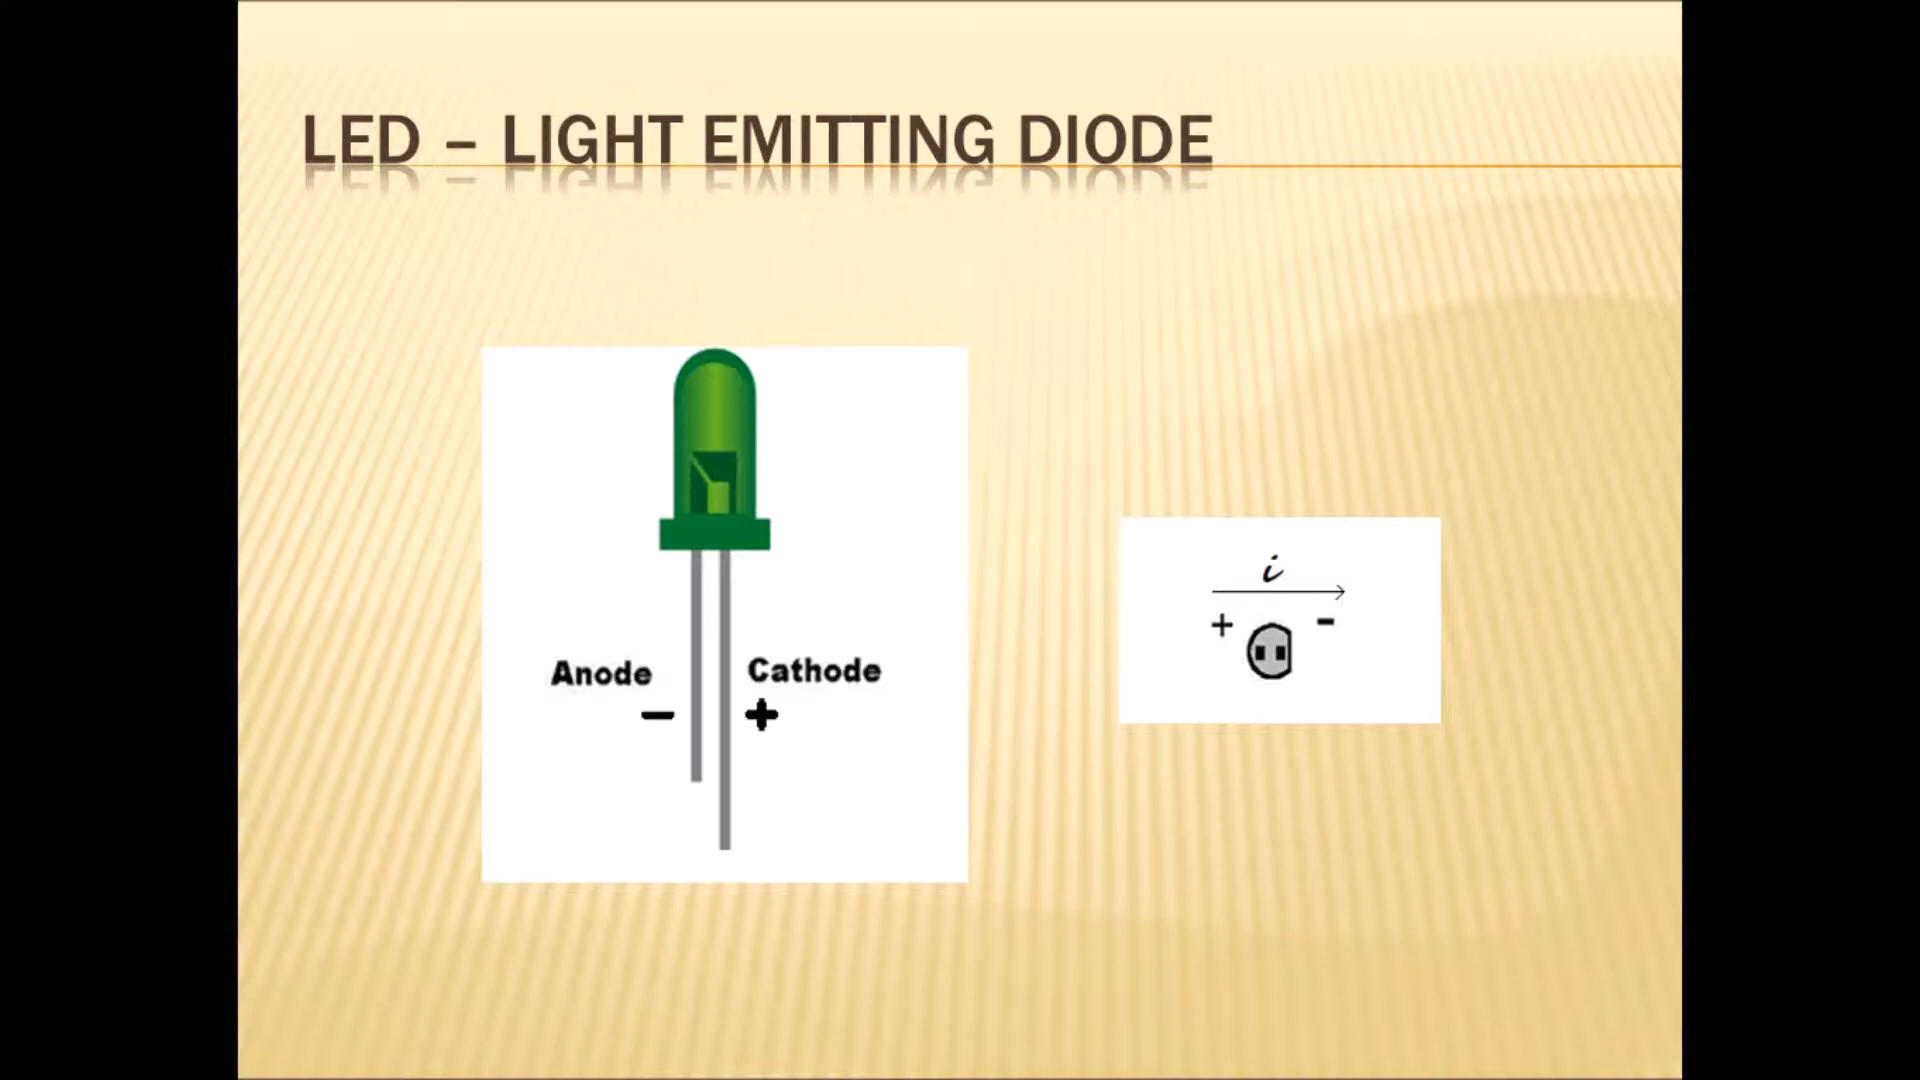 LED – LIGHT EMITTING DIODE
Anode
Cathode
–
+
i
+
-